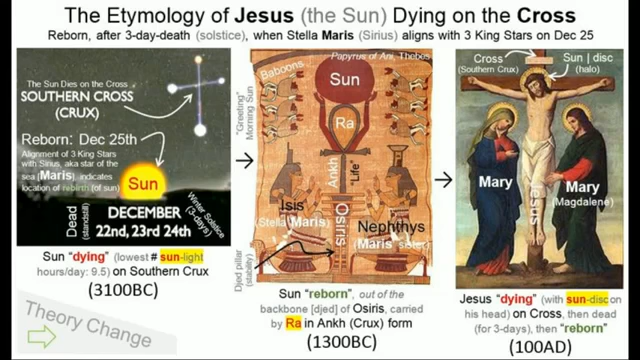 The Etymology of Jesus (the Sun) Dying on the Cross
Reborn, after 3-day-death (solstice), when Stella Maris (Sirius) aligns with 3 King Stars on Dec 25
The Sun Dies on the Cross
SOUTHERN CROSS
(CRUX)
Reborn: Dec 25th
Alignment of 3 King Stars
with Sirius, aka star of the
sea (Maris), indicates
location of rebirth (of sun)
Sun
Dead
(standstill)
DECEMBER
22nd, 23rd 24th
Winter Solstice
(3-days)
Sun "dying" (lowest # sun-light
hours/day: 9.5) on Southern Crux
(3100BC)
Theory Change
Papyrus of Ani, Thebes
Baboons
"Greeting"
Morning Sun
Sun
Ra
Ankh
"Life"
Isis
(Stella Maris)
Osiris
Nephthys
(Maris' sister)
Djed pillar
(stability)
Sun "reborn", out of the
backbone [djed] of Osiris, carried
by Ra in Ankh (Crux) form
(1300BC)
Cross
(Southern Crux)
Sun | disc
(halo)
Mary
Jesus
Mary
(Magdalene)
Jesus "dying" (with sun-disc on
his head) on Cross, then dead
(for 3-days), then "reborn"
(100AD)